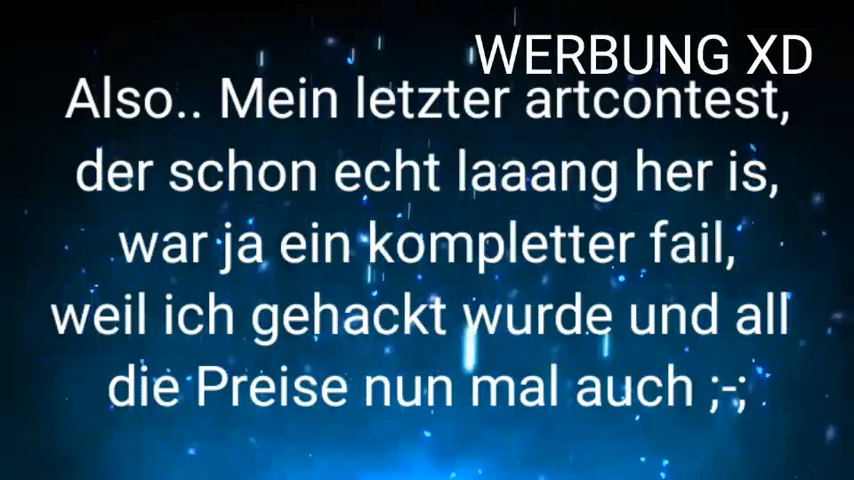 WERBUNG XD
Also.. Mein letzter artcontest,
der schon echt laaang her is,
war ja ein kompletter fail,
weil ich gehackt wurde und all
die Preise nun mal auch ;-;